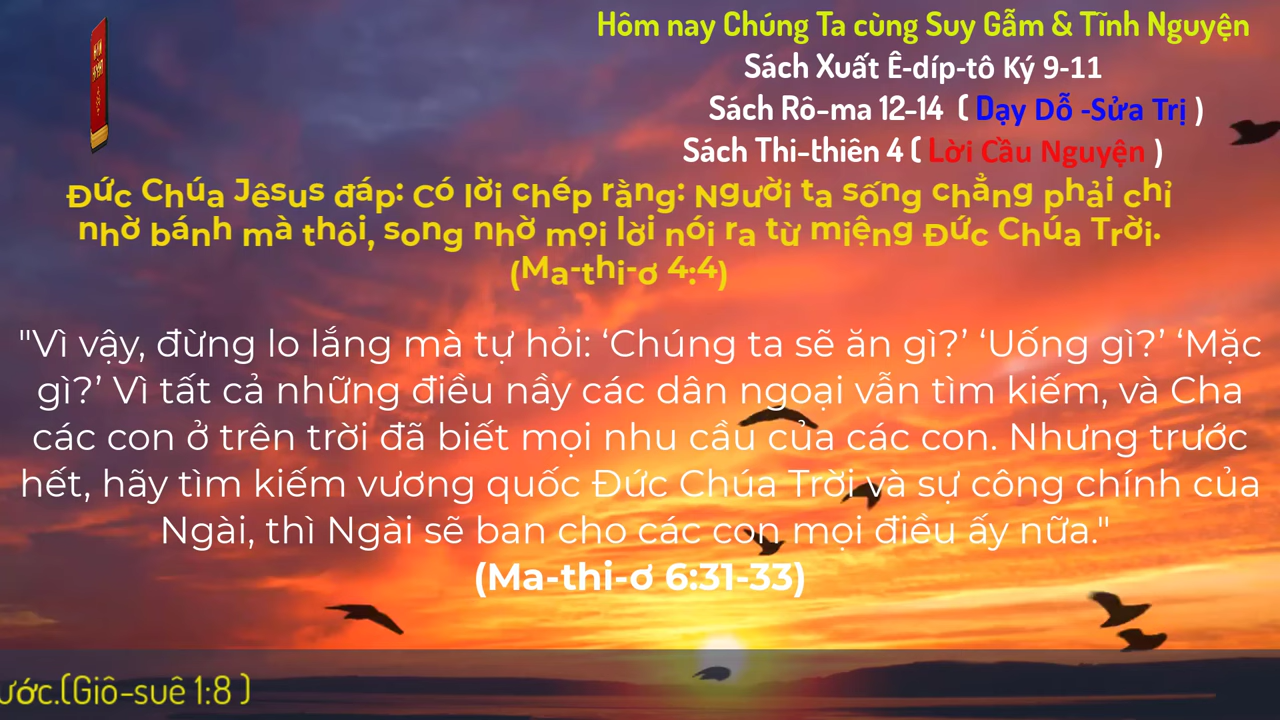 Hôm nay Chúng Ta cùng Suy Gẫm & Tĩnh Nguyện
Sách Xuất Ê-díp-tô Ký 9-11
Sách Rô-ma 12-14 ( Dạy Dỗ -Sửa Trị )
Sách Thi-thiên 4 ( Lời Cầu Nguyện )
Đức Chúa Jêsus đáp: Có lời chép rằng: Người ta sống chẳng phải chỉ
nhờ bánh mà thôi, song nhờ mọi lời nói ra từ miệng Đức Chúa Trời.
(Ma-thi-ơ 4:4)
"Vì vậy, đừng lo lắng mà tự hỏi: ‘Chúng ta sẽ ăn gì?’ ‘Uống gì?’ ‘Mặc
gì?’ Vì tất cả những điều nầy các dân ngoại vẫn tìm kiếm, và Cha
các con ở trên trời đã biết mọi nhu cầu của các con. Nhưng trước
hết, hãy tìm kiếm vương quốc Đức Chúa Trời và sự công chính của
Ngài, thì Ngài sẽ ban cho các con mọi điều ấy nữa."
(Ma-thi-ơ 6:31-33)
ước.(Giô-suê 1:8 )